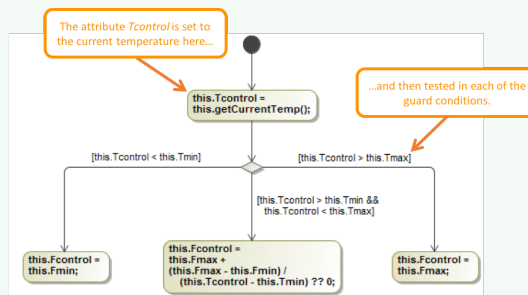 The attribute Tcontrol is set to
the current temperature here…
this.Tcontrol =
this.getCurrentTemp();
…and then tested in each of the
guard conditions.
[this.Tcontrol < this.Tmin]
[this.Tcontrol > this.Tmax]
[this.Tcontrol > this.Tmin &&
this.Tcontrol < this.Tmax]
this.Fcontrol =
this.Fmin;
this.Fcontrol =
this.Fmax +
(this.Fmax - this.Fmin) /
(this.Tcontrol - this.Tmin) ?? 0;
this.Fcontrol =
this.Fmax;